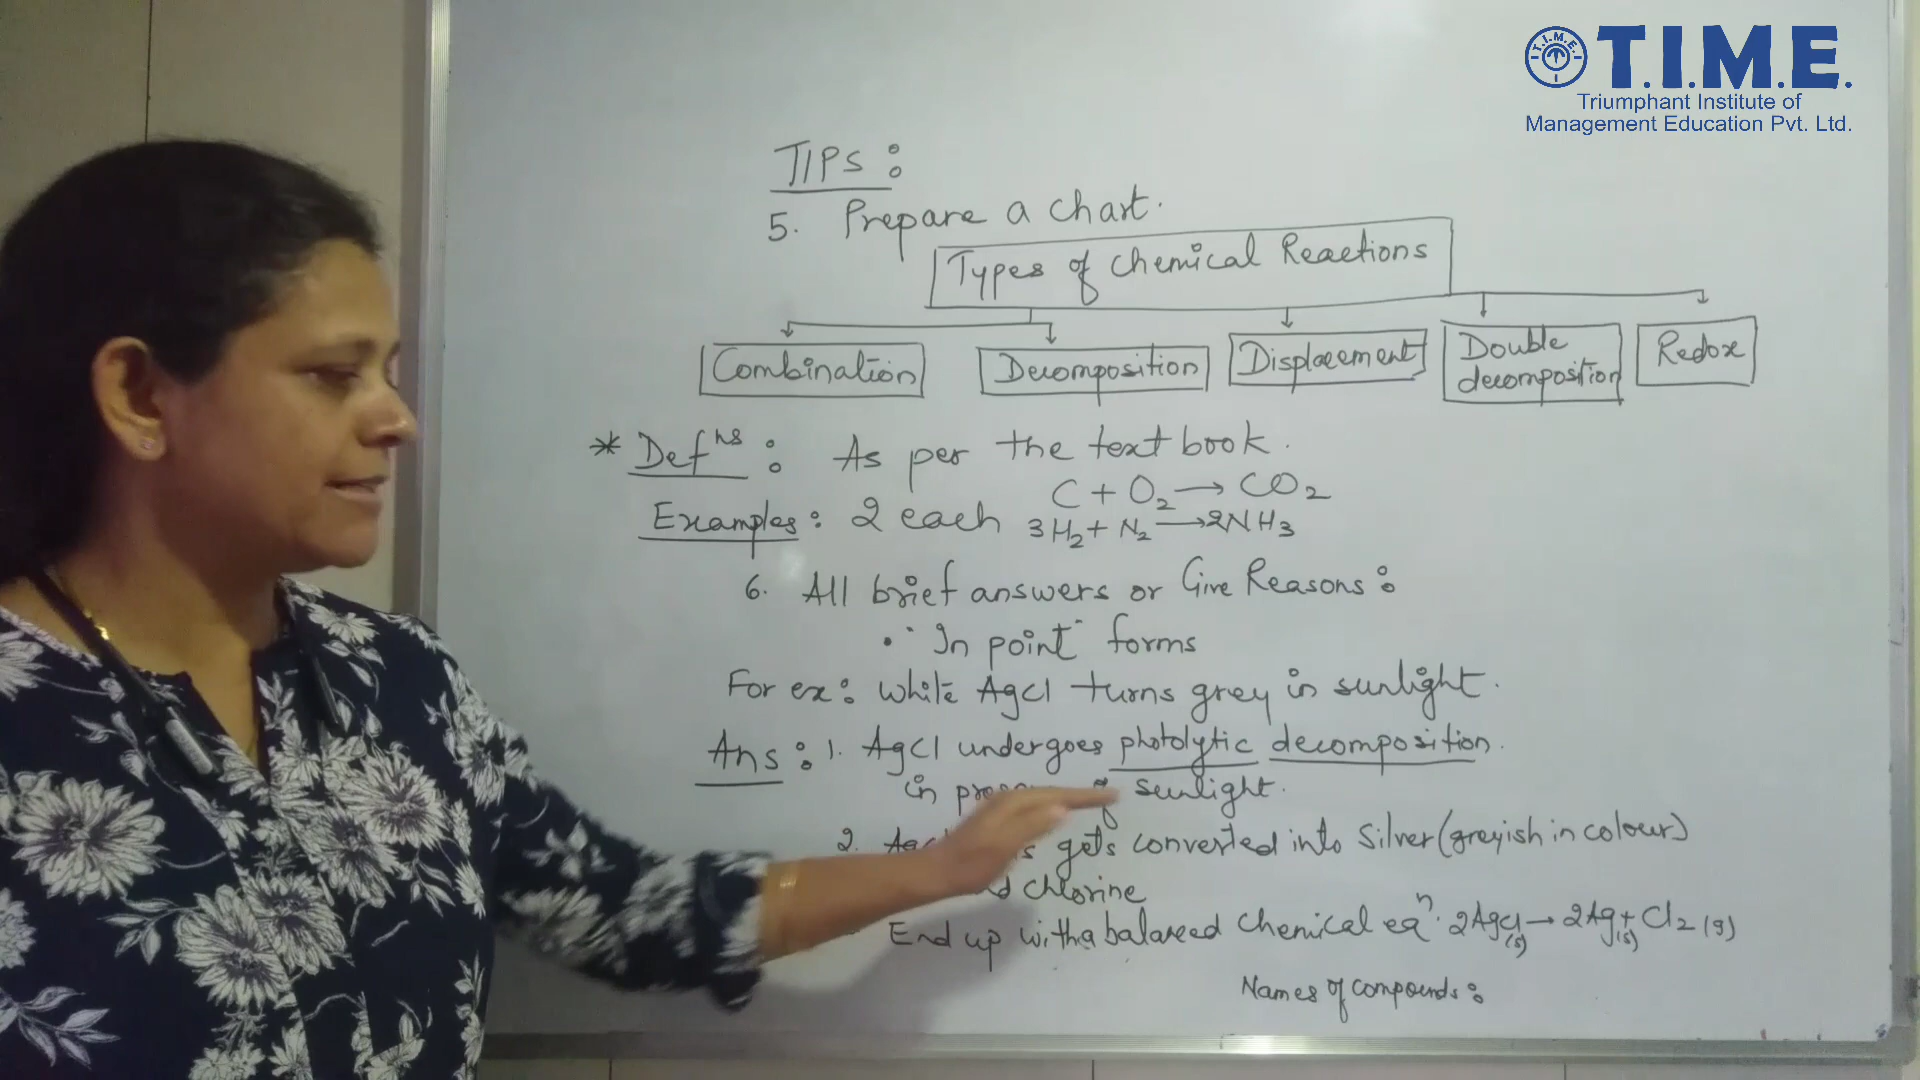 T.I.M.E.
T.I.M.E.
Triumphant Institute of
Management Education Pvt. Ltd.
TIPS :
5. Prepare a chart.
Types of Chemical Reactions
Combination
Decomposition
Displacement
Double decomposition
Redox
* Defⁿˢ : As per the text book.
C + O₂ → CO₂
Examples : 2 each 3H₂ + N₂ → 2NH₃
6. All brief answers or Give Reasons :
• "In point" forms
For ex : white AgCl turns grey in sunlight.
Ans : 1. AgCl undergoes photolytic decomposition.
in sunlight.
2. gets converted into Silver (greyish in colour)
chlorine
End up with a balanced chemical eqⁿ. 2AgCl(s) → 2Ag(s) + Cl₂ (g)
Names of compounds :